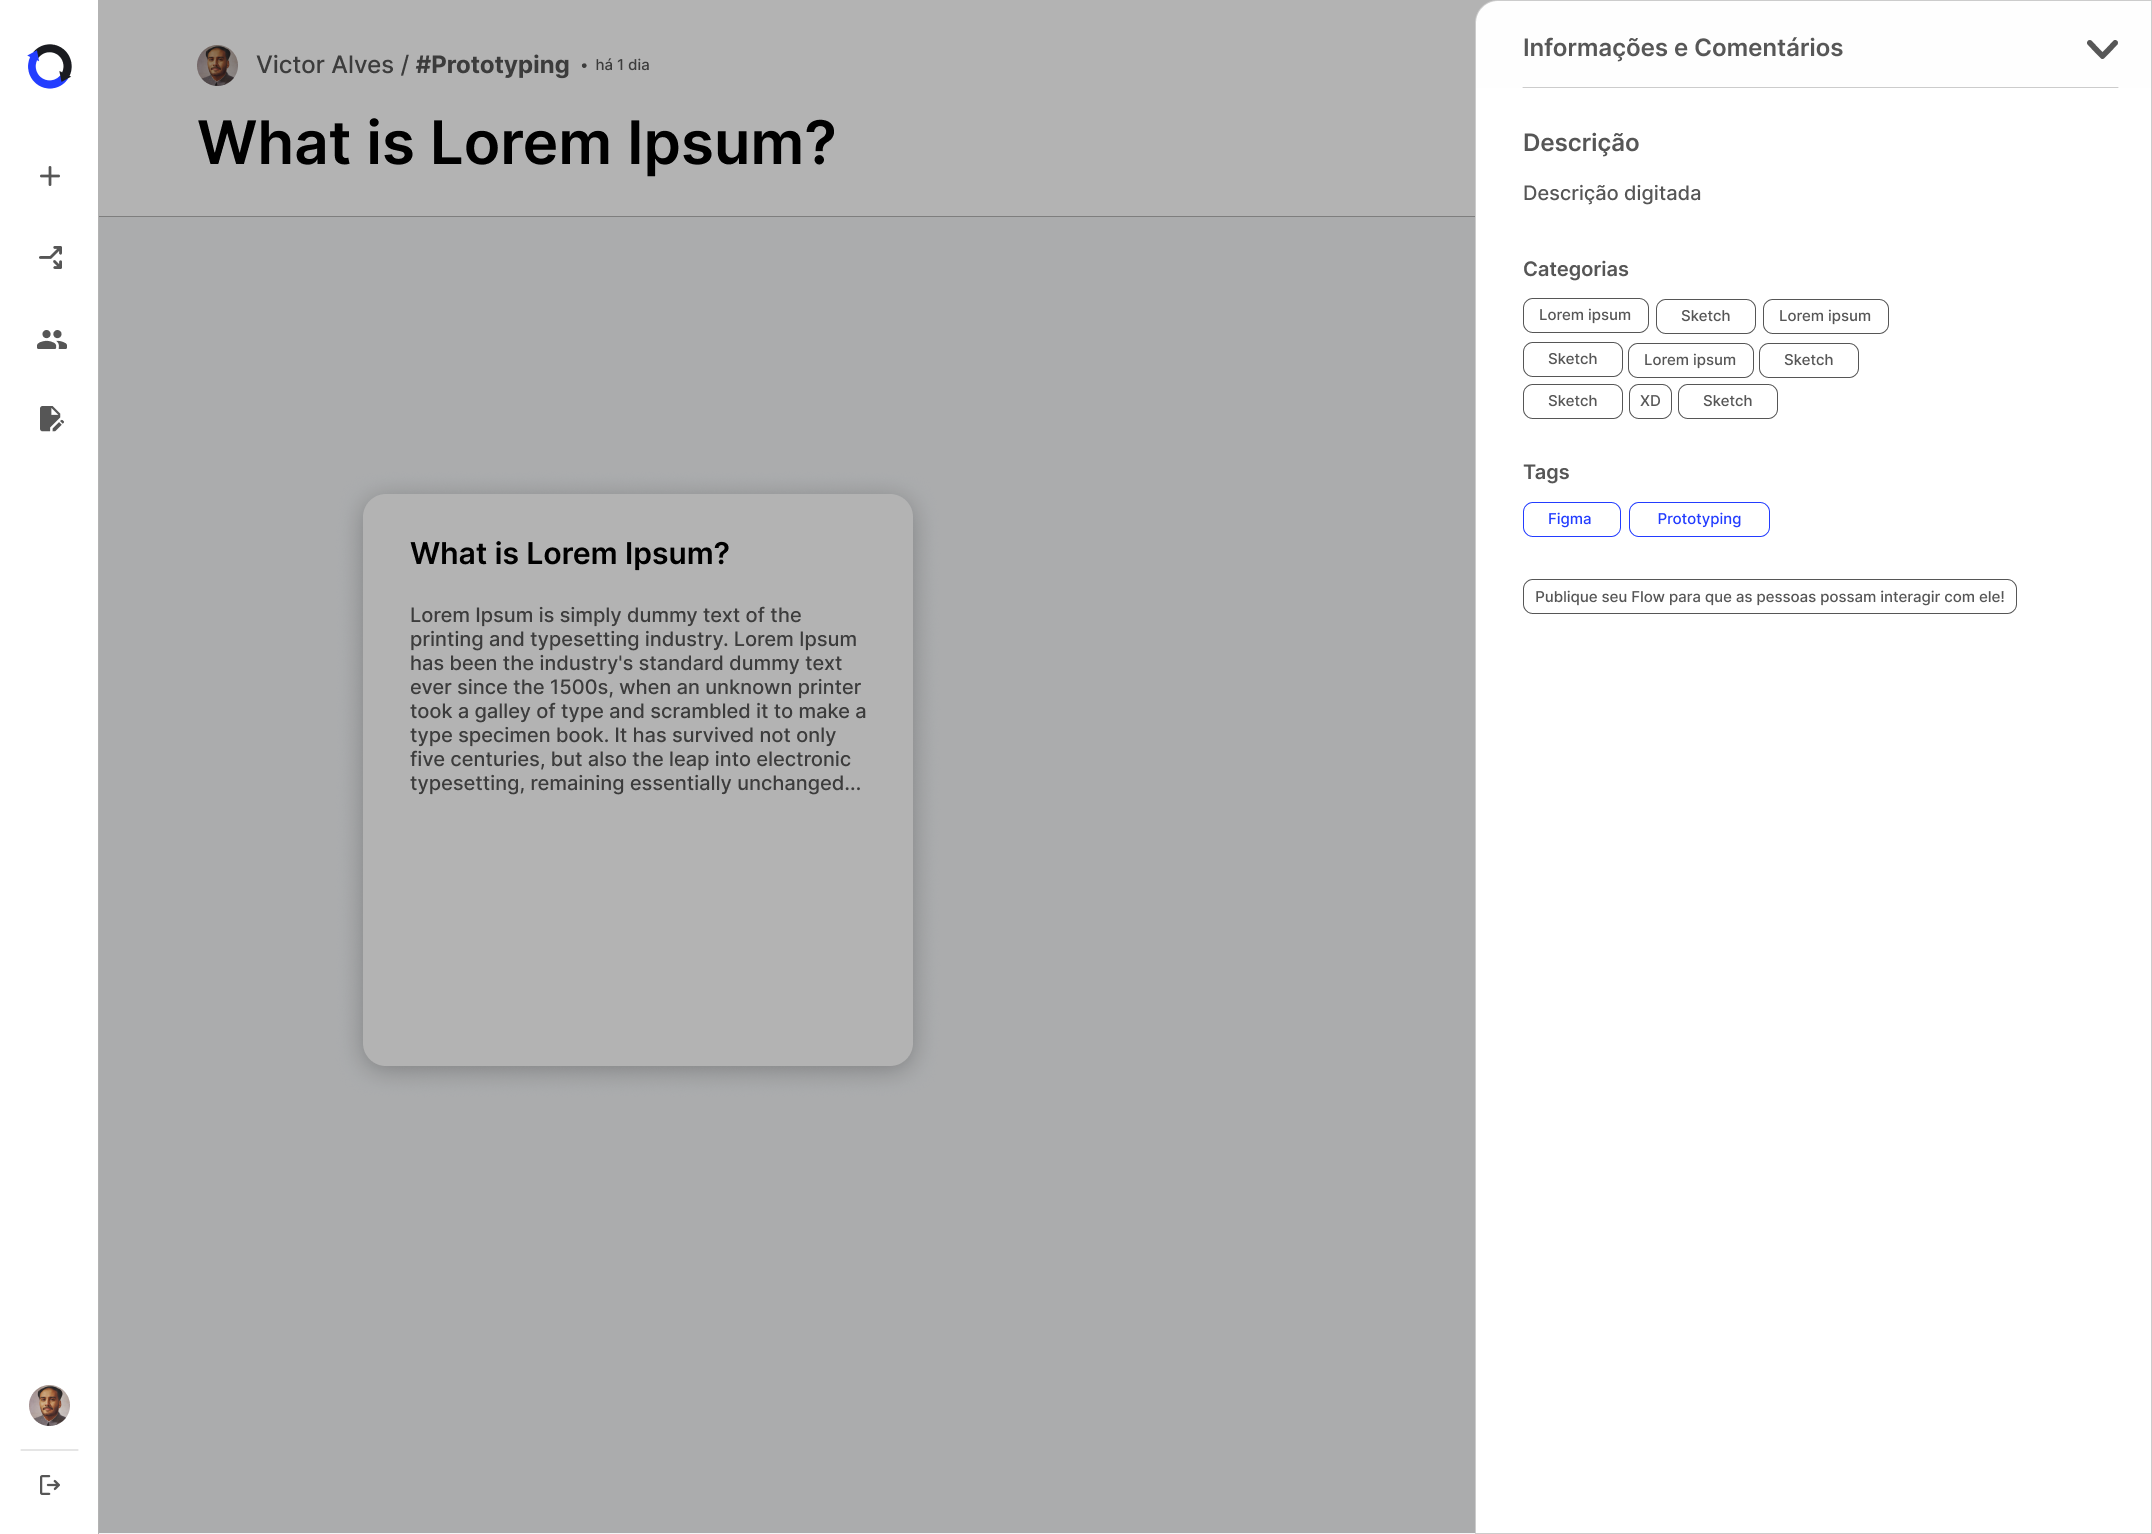 Victor Alves / #Prototyping • há 1 dia
What is Lorem Ipsum?
What is Lorem Ipsum?
Lorem Ipsum is simply dummy text of the
printing and typesetting industry. Lorem Ipsum
has been the industry's standard dummy text
ever since the 1500s, when an unknown printer
took a galley of type and scrambled it to make a
type specimen book. It has survived not only
five centuries, but also the leap into electronic
typesetting, remaining essentially unchanged...
Informações e Comentários
Descrição
Descrição digitada
Categorias
Lorem ipsum Sketch Lorem ipsum
Sketch Lorem ipsum Sketch
Sketch XD Sketch
Tags
Figma Prototyping
Publique seu Flow para que as pessoas possam interagir com ele!